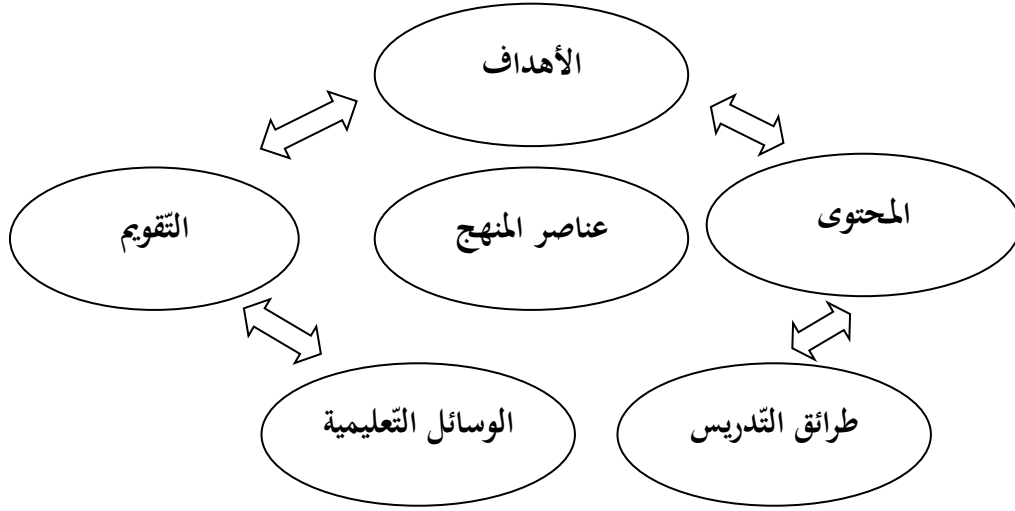 الأهداف
المحتوى
عناصر المنهج
التّقويم
طرائق التّدريس
الوسائل التّعليمية